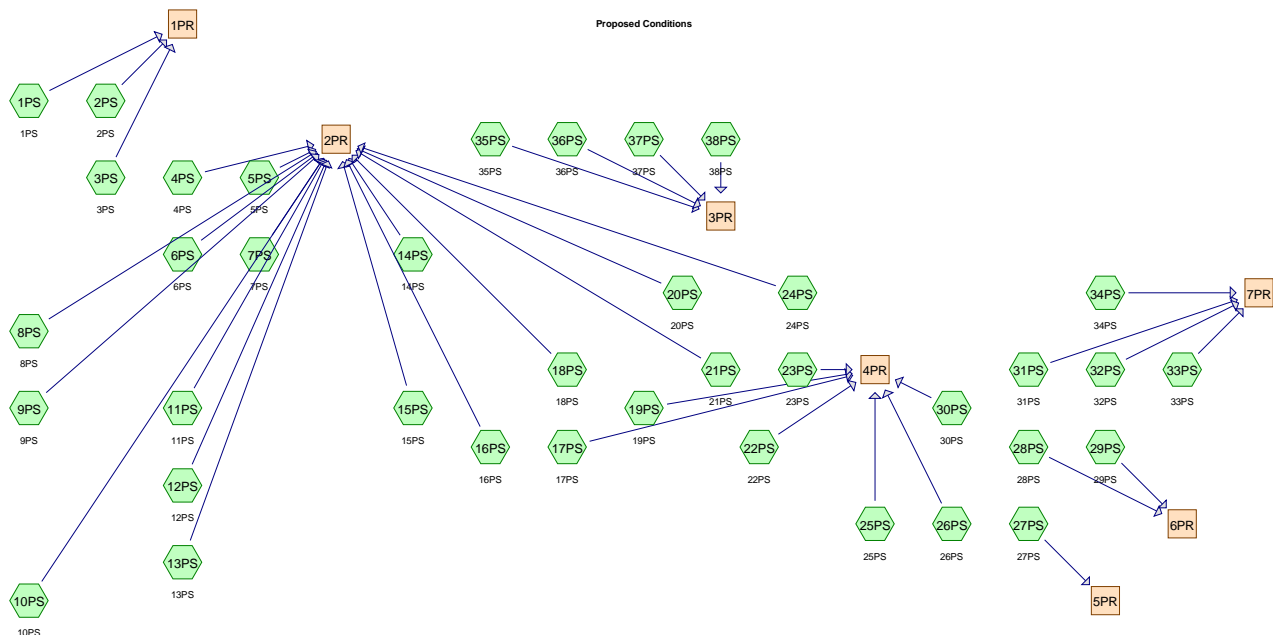 Proposed Conditions
1PR
1PS
1PS
2PS
2PS
3PS
3PS
2PR
4PS
4PS
5PS
5PS
6PS
6PS
7PS
7PS
8PS
8PS
9PS
9PS
10PS
10PS
11PS
11PS
12PS
12PS
13PS
13PS
14PS
14PS
15PS
15PS
16PS
16PS
18PS
18PS
20PS
20PS
21PS
21PS
24PS
24PS
35PS
35PS
36PS
36PS
37PS
37PS
38PS
38PS
3PR
4PR
17PS
17PS
19PS
19PS
22PS
22PS
23PS
23PS
25PS
25PS
26PS
26PS
30PS
30PS
7PR
34PS
34PS
31PS
31PS
32PS
32PS
33PS
33PS
28PS
28PS
29PS
29PS
6PR
27PS
27PS
5PR